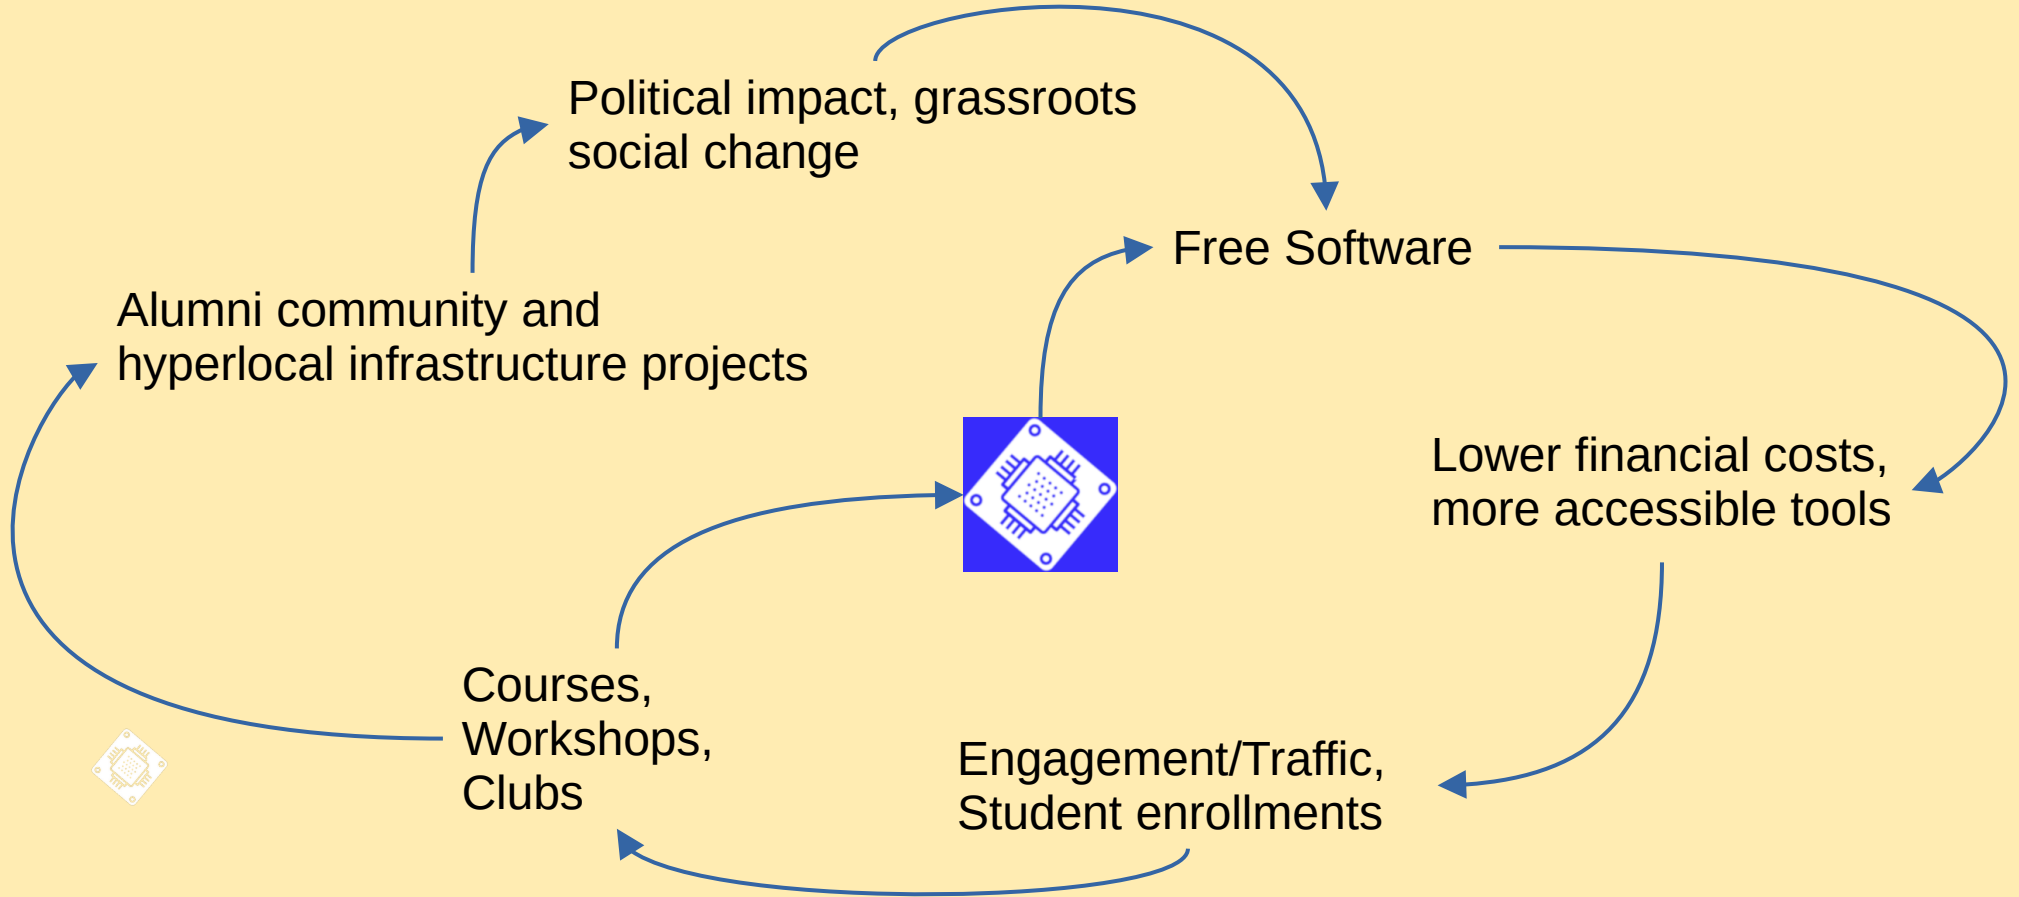 Political impact, grassroots
social change
Free Software
Alumni community and
hyperlocal infrastructure projects
Lower financial costs,
more accessible tools
Courses,
Workshops,
Clubs
Engagement/Traffic,
Student enrollments